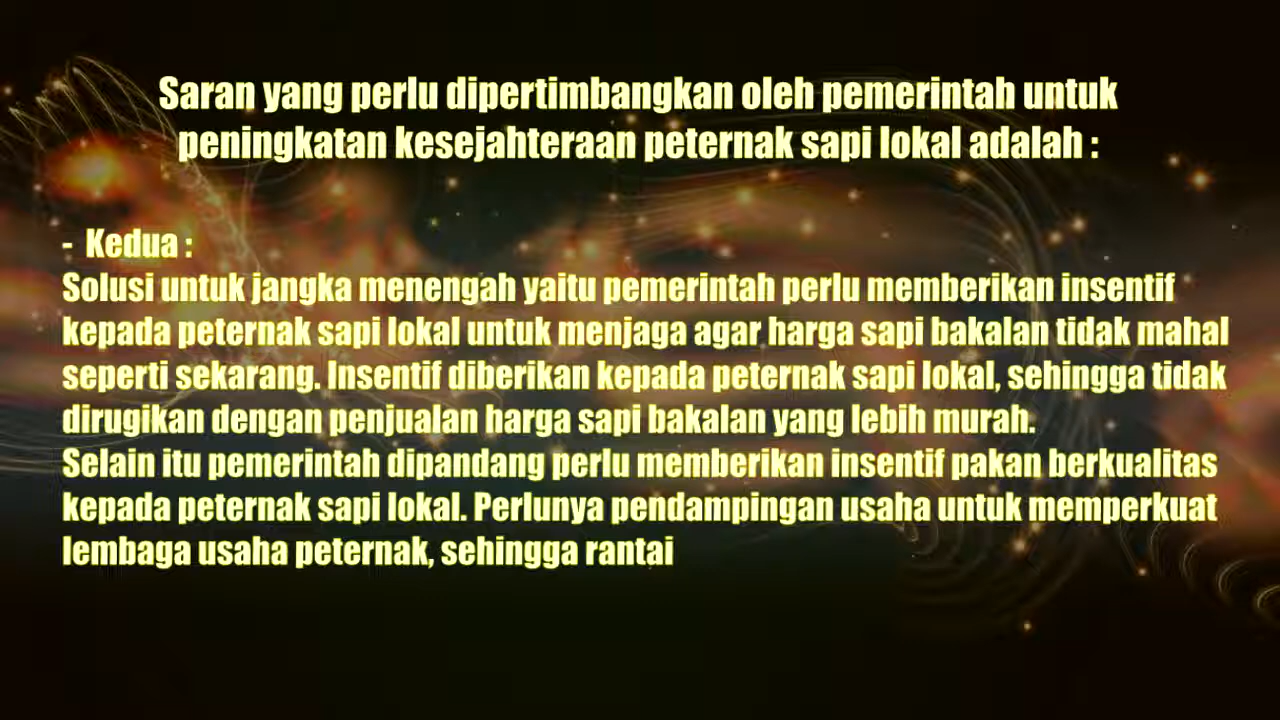 Saran yang perlu dipertimbangkan oleh pemerintah untuk
peningkatan kesejahteraan peternak sapi lokal adalah :
- Kedua :
Solusi untuk jangka menengah yaitu pemerintah perlu memberikan insentif
kepada peternak sapi lokal untuk menjaga agar harga sapi bakalan tidak mahal
seperti sekarang. Insentif diberikan kepada peternak sapi lokal, sehingga tidak
dirugikan dengan penjualan harga sapi bakalan yang lebih murah.
Selain itu pemerintah dipandang perlu memberikan insentif pakan berkualitas
kepada peternak sapi lokal. Perlunya pendampingan usaha untuk memperkuat
lembaga usaha peternak, sehingga rantai